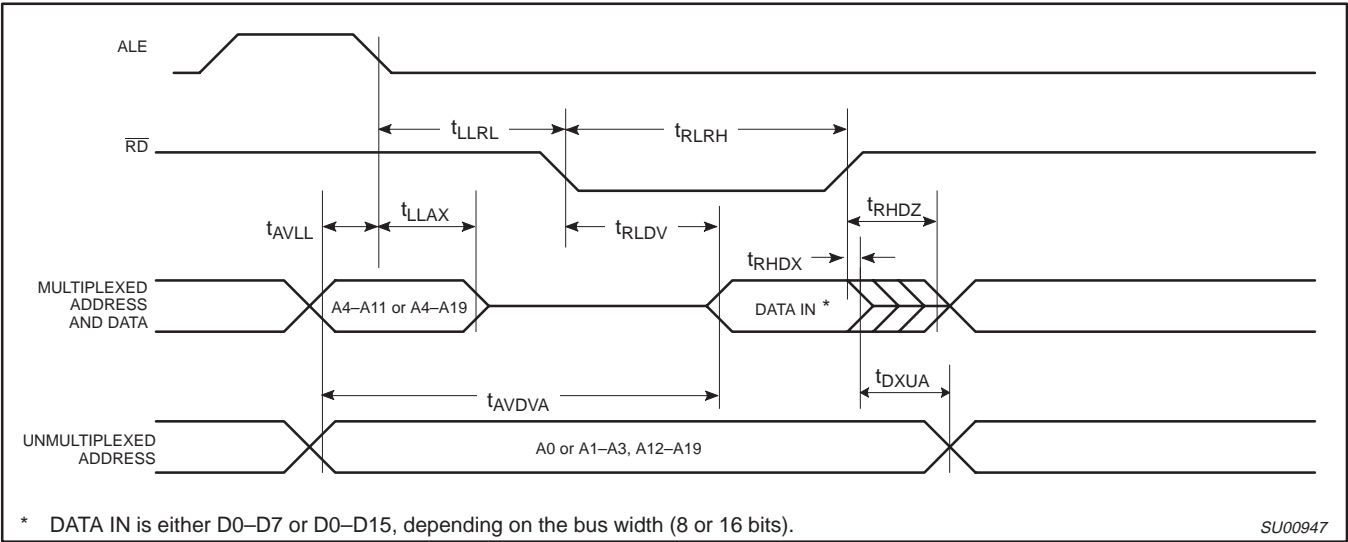 ALE
tLLRL
tRLRH
RD
tAVLL
tLLAX
tRLDV
tRHDZ
tRHDX
MULTIPLEXED
ADDRESS
AND DATA
A4–A11 or A4–A19
DATA IN *
tDXUA
tAVDVA
UNMULTIPLEXED
ADDRESS
A0 or A1–A3, A12–A19
* DATA IN is either D0–D7 or D0–D15, depending on the bus width (8 or 16 bits).
SU00947